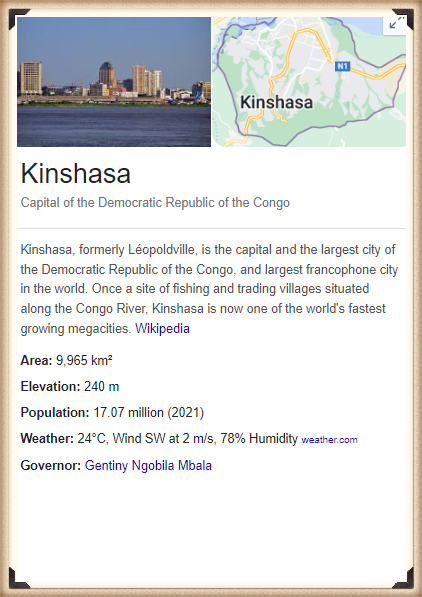 N1
Kinshasa
Kinshasa
Capital of the Democratic Republic of the Congo
Kinshasa, formerly Léopoldville, is the capital and the largest city of
the Democratic Republic of the Congo, and largest francophone city
in the world. Once a site of fishing and trading villages situated
along the Congo River, Kinshasa is now one of the world's fastest
growing megacities. Wikipedia
Area: 9,965 km²
Elevation: 240 m
Population: 17.07 million (2021)
Weather: 24°C, Wind SW at 2 m/s, 78% Humidity weather.com
Governor: Gentiny Ngobila Mbala